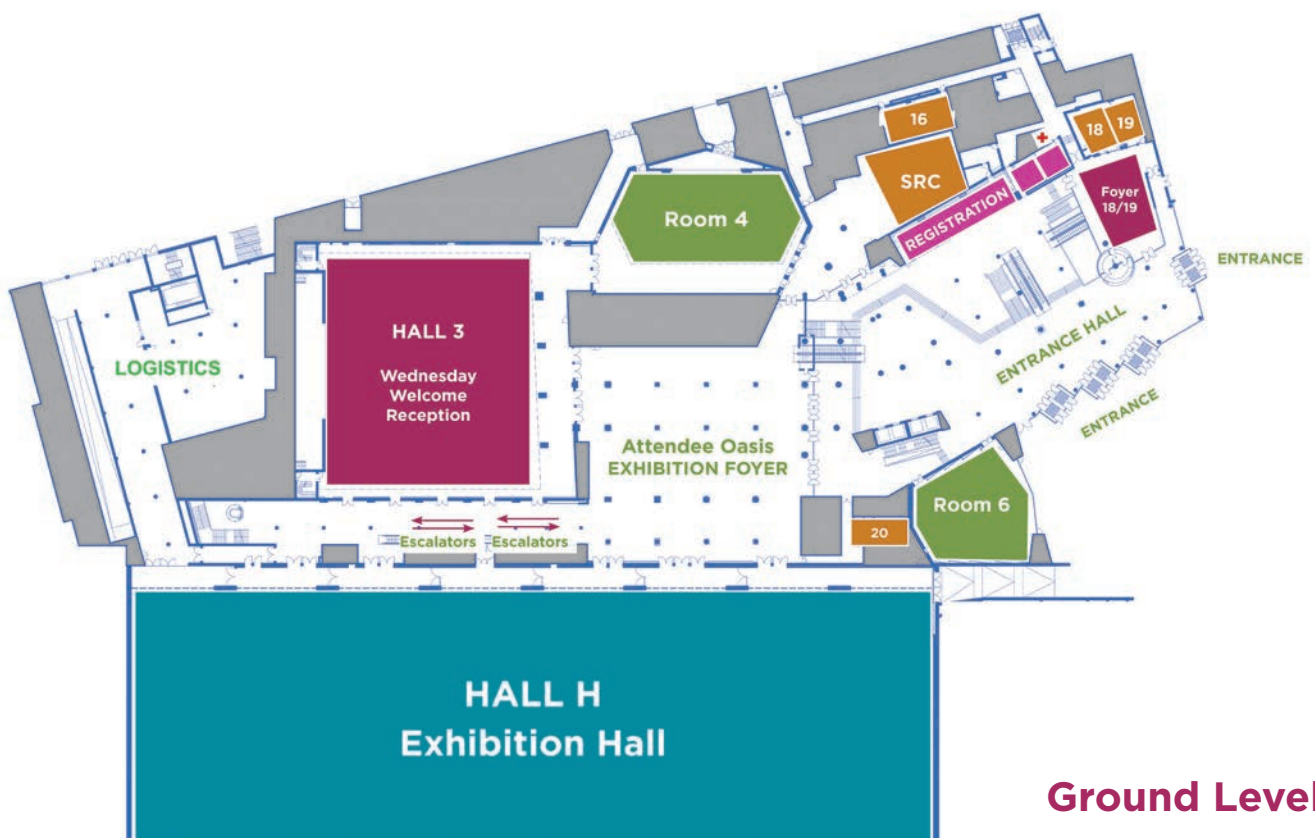 16
18
19
SRC
REGISTRATION
Foyer
18/19
Room 4
ENTRANCE
HALL 3
Wednesday
Welcome
Reception
LOGISTICS
ENTRANCE HALL
ENTRANCE
Attendee Oasis
EXHIBITION FOYER
Room 6
20
Escalators
Escalators
HALL H
Exhibition Hall
Ground Level